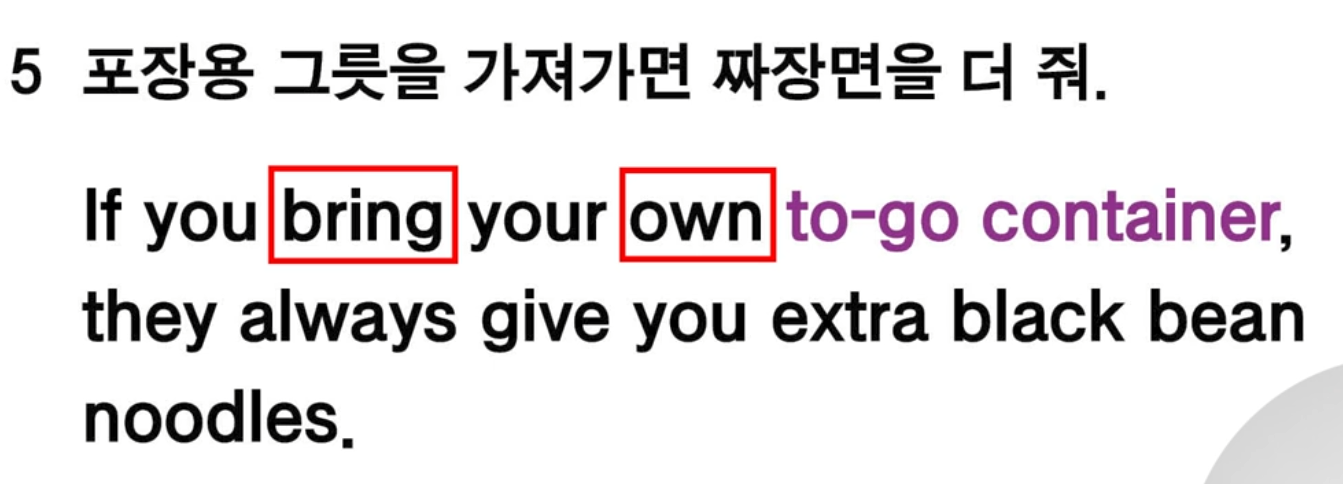 5 포장용 그릇을 가져가면 짜장면을 더 줘.
If you bring your own to-go container,
they always give you extra black bean
noodles.